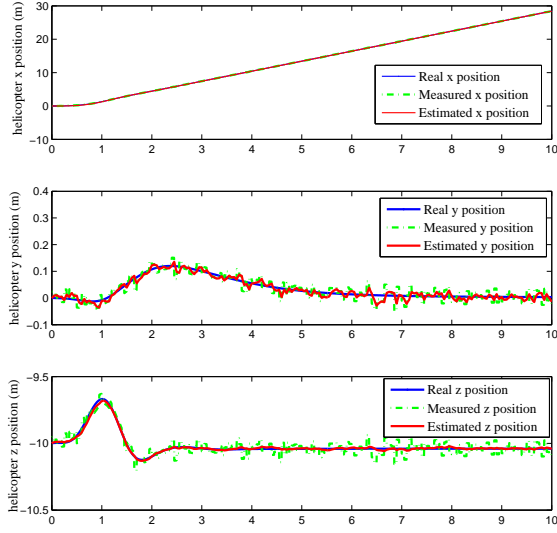 helicopter x position (m)
30
20
10
0
−10
0 1 2 3 4 5 6 7 8 9 10
Real x position
Measured x position
Estimated x position
helicopter y position (m)
0.4
0.3
0.2
0.1
0
−0.1
0 1 2 3 4 5 6 7 8 9 10
Real y position
Measured y position
Estimated y position
helicopter z position (m)
−9.5
−10
−10.5
0 1 2 3 4 5 6 7 8 9 10
Real z position
Measured z position
Estimated z position